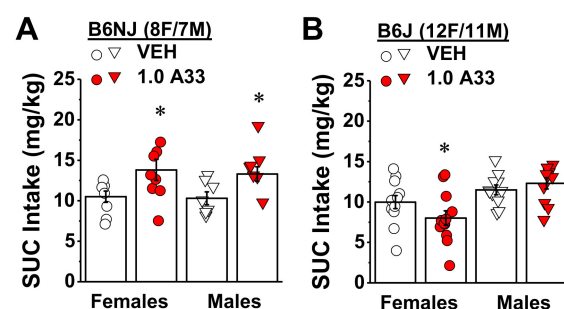 A
B6NJ (8F/7M)
VEH
1.0 A33
SUC Intake (mg/kg)
25
20
15
10
5
0
*
*
Females
Males
B
B6J (12F/11M)
VEH
1.0 A33
SUC Intake (mg/kg)
25
20
15
10
5
0
*
Females
Males